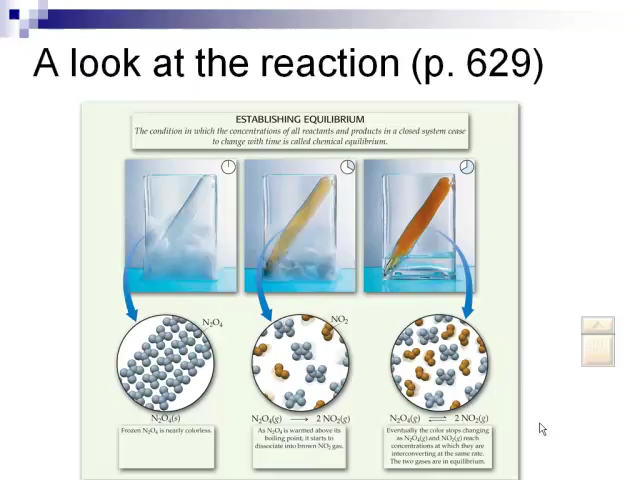 A look at the reaction (p. 629)
ESTABLISHING EQUILIBRIUM
The condition in which the concentrations of all reactants and products in a closed system cease
to change with time is called chemical equilibrium.
N₂O₄
NO₂
N₂O₄(s)
N₂O₄(g) ⟶ 2 NO₂(g)
N₂O₄(g) ⇌ 2 NO₂(g)
Frozen N₂O₄ is nearly colorless.
As N₂O₄ is warmed above its
boiling point, it starts to
dissociate into brown NO₂ gas.
Eventually the color stops changing
as N₂O₄(g) and NO₂(g) reach
concentrations at which they are
interconverting at the same rate.
The two gases are in equilibrium.